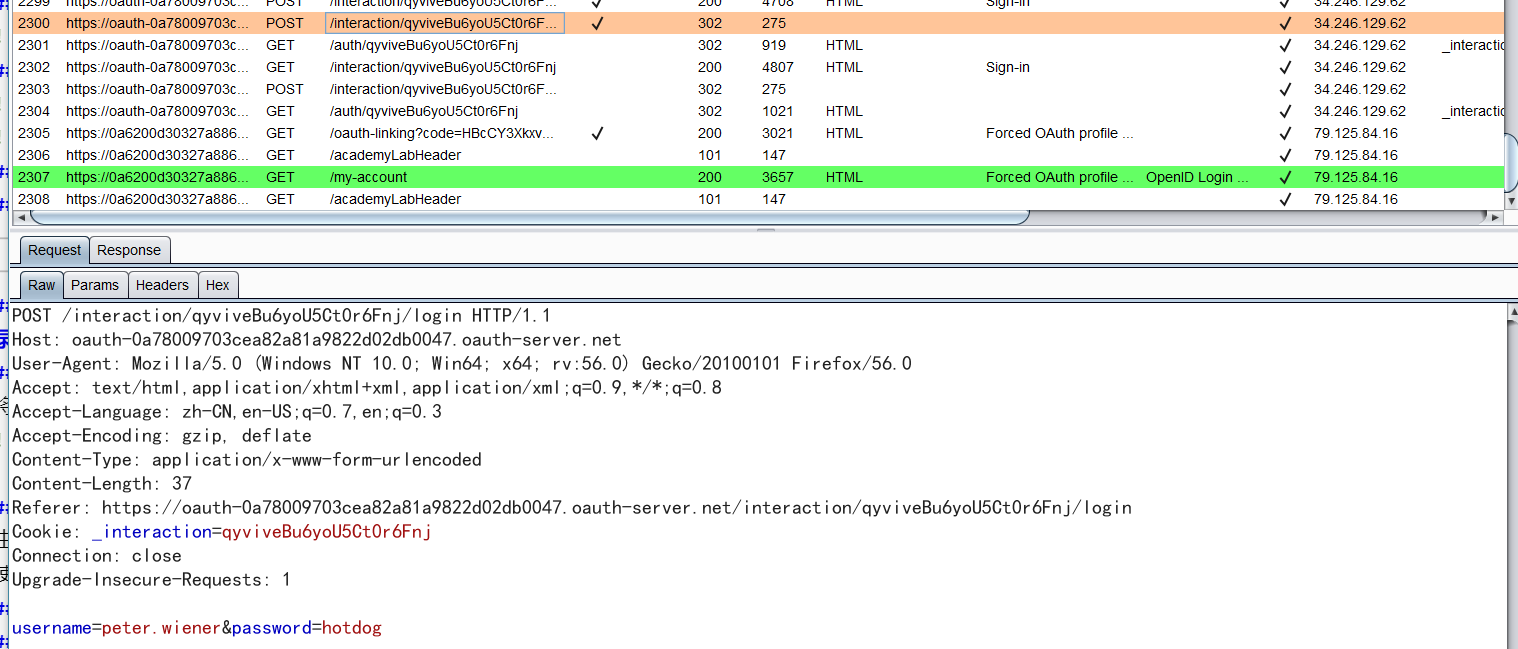 2299 https://oauth-0a78009703c... POST /interaction/qyviveBu6yoU5Ct0r6F... ✓ 200 4708 HTML Sign-in ✓ 34.246.129.62
2300 https://oauth-0a78009703c... POST /interaction/qyviveBu6yoU5Ct0r6F... ✓ 302 275 ✓ 34.246.129.62
2301 https://oauth-0a78009703c... GET /auth/qyviveBu6yoU5Ct0r6Fnj 302 919 HTML ✓ 34.246.129.62 _interactio
2302 https://oauth-0a78009703c... GET /interaction/qyviveBu6yoU5Ct0r6Fnj 200 4807 HTML Sign-in ✓ 34.246.129.62
2303 https://oauth-0a78009703c... POST /interaction/qyviveBu6yoU5Ct0r6F... 302 275 ✓ 34.246.129.62
2304 https://oauth-0a78009703c... GET /auth/qyviveBu6yoU5Ct0r6Fnj 302 1021 HTML ✓ 34.246.129.62 _interactio
2305 https://0a6200d30327a886... GET /oauth-linking?code=HBcCY3Xkxv... ✓ 200 3021 HTML Forced OAuth profile ... ✓ 79.125.84.16
2306 https://0a6200d30327a886... GET /academyLabHeader 101 147 ✓ 79.125.84.16
2307 https://0a6200d30327a886... GET /my-account 200 3657 HTML Forced OAuth profile ... OpenID Login ... ✓ 79.125.84.16
2308 https://0a6200d30327a886... GET /academyLabHeader 101 147 ✓ 79.125.84.16
Request Response
Raw Params Headers Hex
POST /interaction/qyviveBu6yoU5Ct0r6Fnj/login HTTP/1.1
Host: oauth-0a78009703cea82a81a9822d02db0047.oauth-server.net
User-Agent: Mozilla/5.0 (Windows NT 10.0; Win64; x64; rv:56.0) Gecko/20100101 Firefox/56.0
Accept: text/html,application/xhtml+xml,application/xml;q=0.9,*/*;q=0.8
Accept-Language: zh-CN,en-US;q=0.7,en;q=0.3
Accept-Encoding: gzip, deflate
Content-Type: application/x-www-form-urlencoded
Content-Length: 37
Referer: https://oauth-0a78009703cea82a81a9822d02db0047.oauth-server.net/interaction/qyviveBu6yoU5Ct0r6Fnj/login
Cookie: _interaction=qyviveBu6yoU5Ct0r6Fnj
Connection: close
Upgrade-Insecure-Requests: 1
username=peter.wiener&password=hotdog